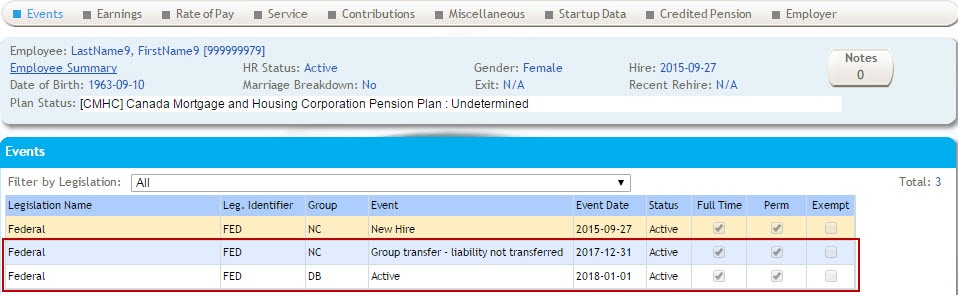 Events Earnings Rate of Pay Service Contributions Miscellaneous Startup Data Credited Pension Employer
Employee: LastName9, FirstName9 [999999979]
Notes
0
Employee Summary HR Status: Active Gender: Female Hire: 2015-09-27
Date of Birth: 1963-09-10 Marriage Breakdown: No Exit: N/A Recent Rehire: N/A
Plan Status: [CMHC] Canada Mortgage and Housing Corporation Pension Plan : Undetermined
Events
Filter by Legislation: All Total: 3
Legislation Name Leg. Identifier Group Event Event Date Status Full Time Perm Exempt
Federal FED NC New Hire 2015-09-27 Active
Federal FED NC Group transfer - liability not transferred 2017-12-31 Active
Federal FED DB Active 2018-01-01 Active